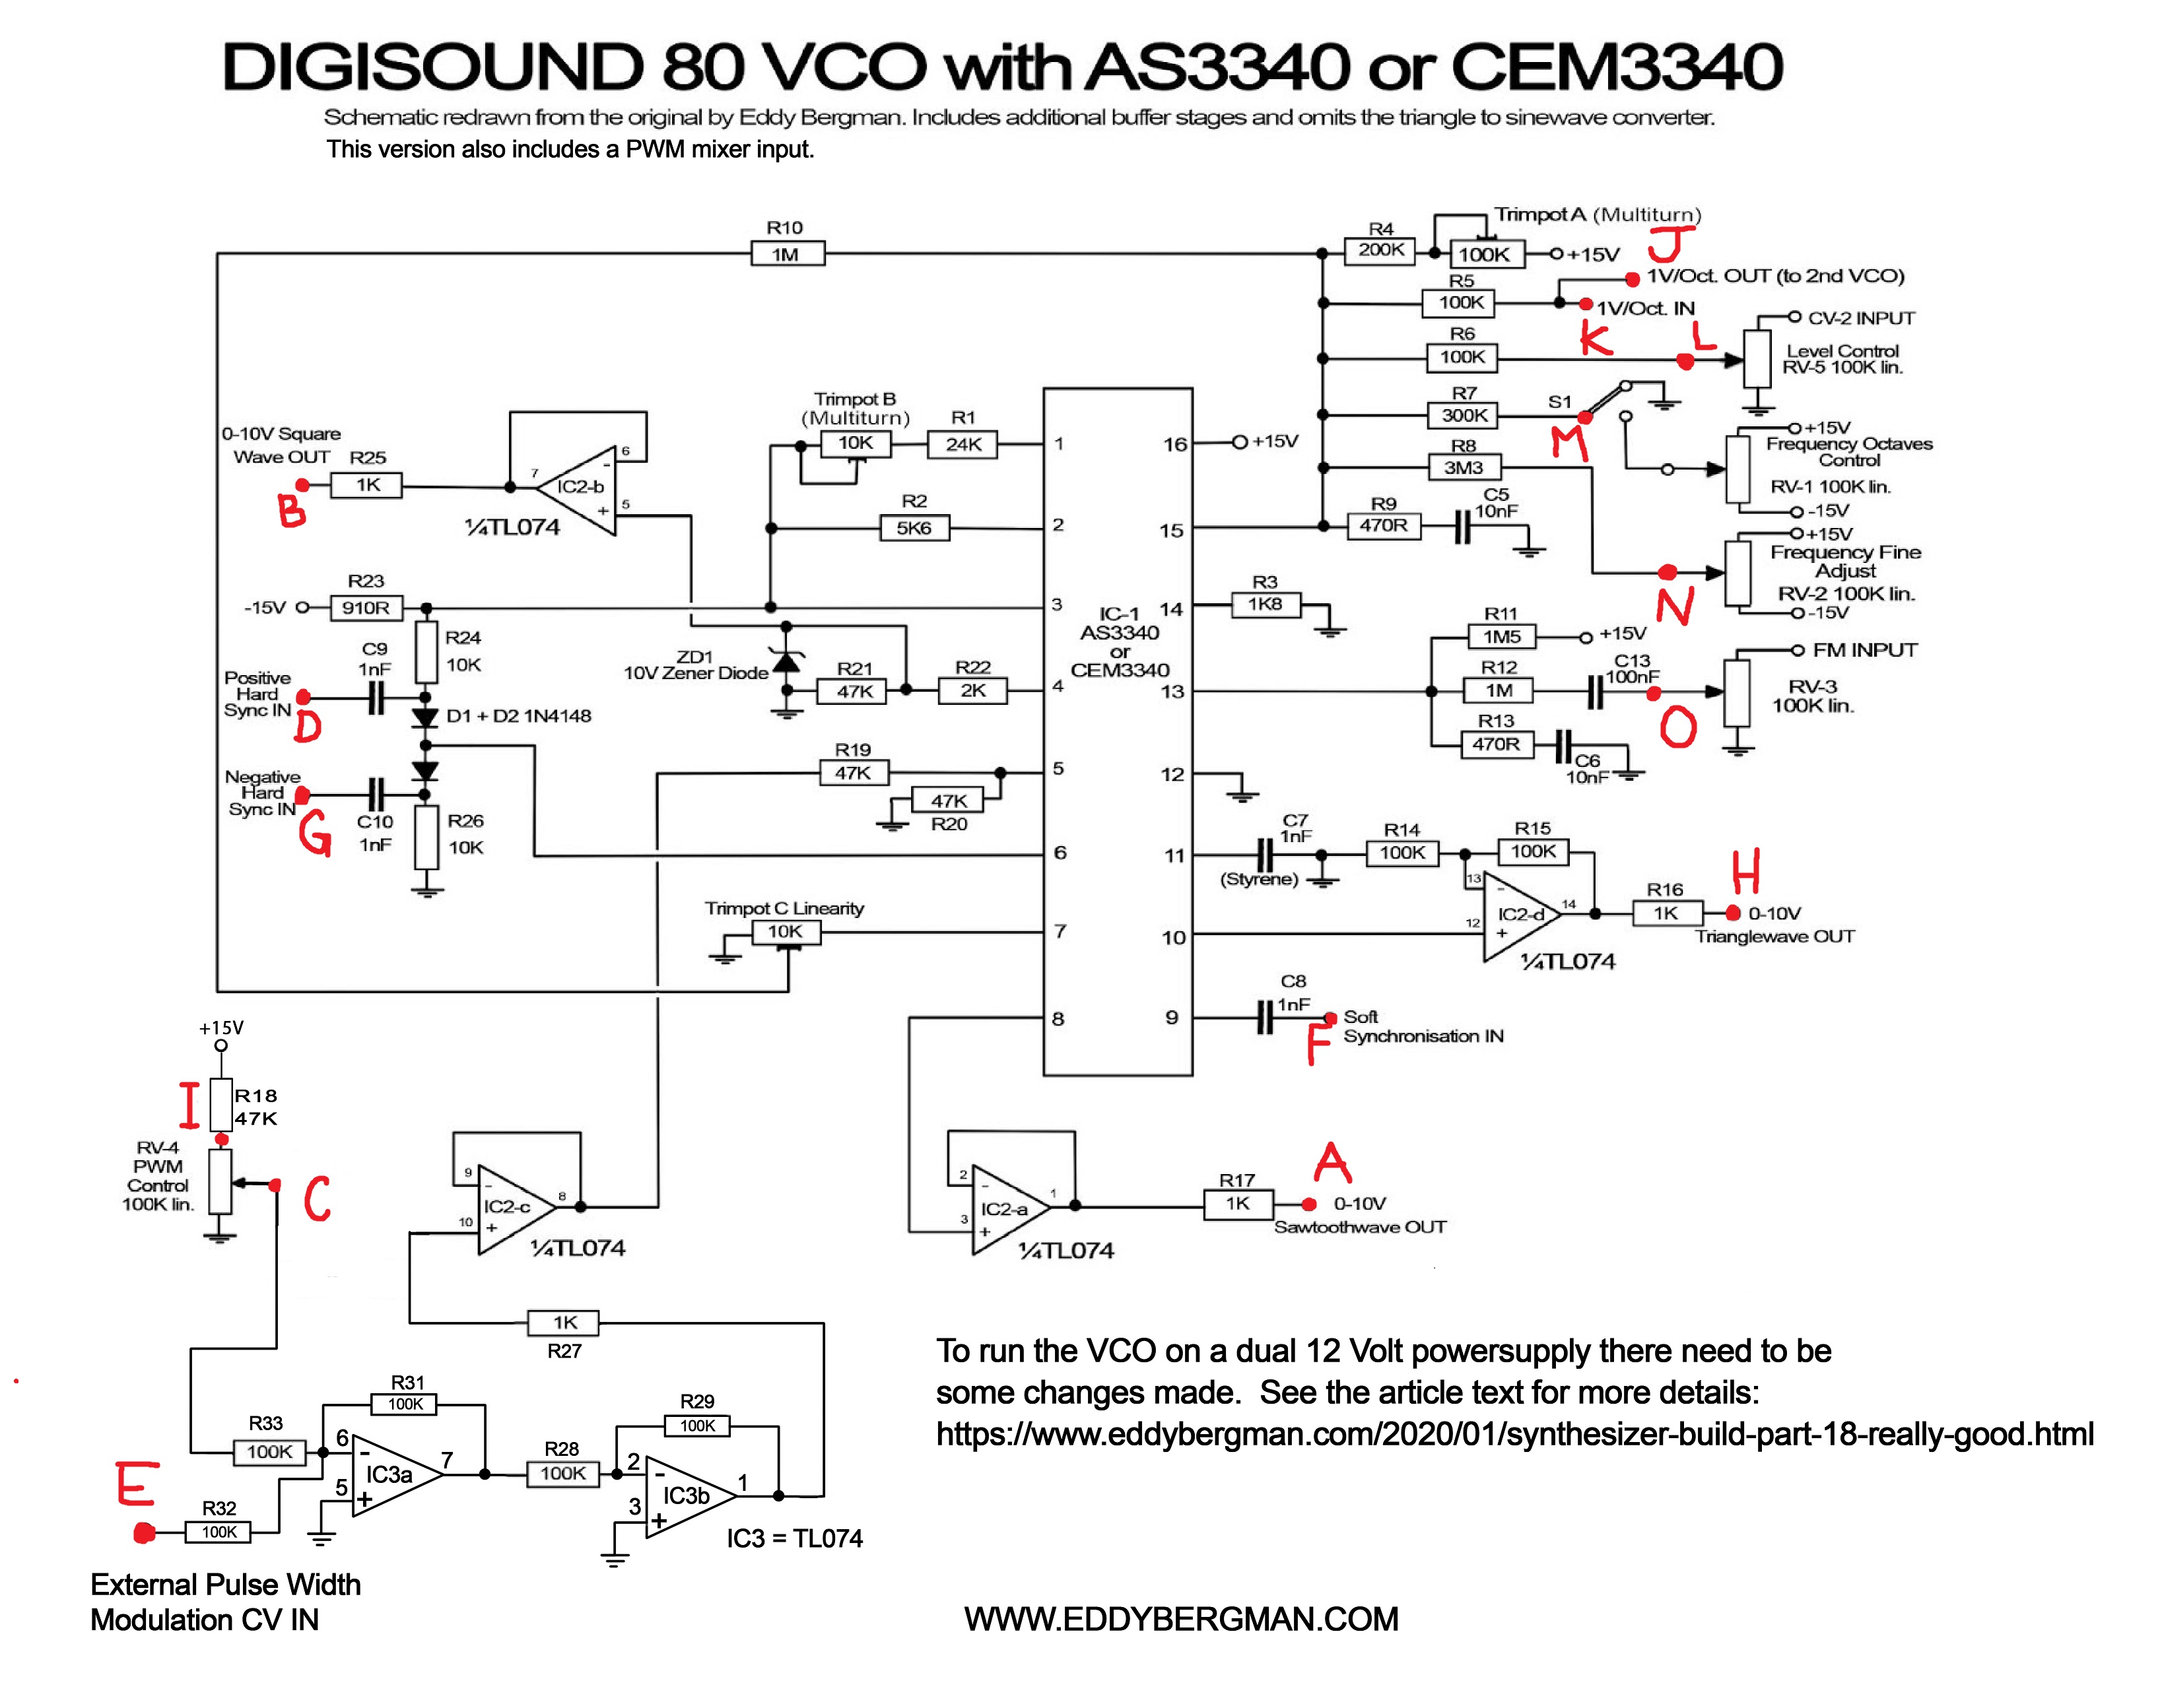 DIGISOUND 80 VCO with AS3340 or CEM3340
Schematic redrawn from the original by Eddy Bergman. Includes additional buffer stages and omits the triangle to sinewave converter.
This version also includes a PWM mixer input.
R10
1M
R4
200K
Trimpot A (Multiturn)
100K
+15V
J
1V/Oct. OUT (to 2nd VCO)
R5
100K
1V/Oct. IN
K
L
R6
100K
CV-2 INPUT
Level Control
RV-5 100K lin.
R7
300K
S1
M
+15V
Frequency Octaves
Control
RV-1 100K lin.
-15V
R8
3M3
+15V
Frequency Fine
Adjust
RV-2 100K lin.
-15V
N
R9
470R
C5
10nF
R3
1K8
R11
1M5
+15V
R12
1M
C13
100nF
O
FM INPUT
RV-3
100K lin.
R13
470R
C6
10nF
0-10V Square
Wave OUT
B
R25
1K
7
IC2-b
6
-
5
+
¼TL074
Trimpot B
(Multiturn)
10K
R1
24K
R2
5K6
-15V
R23
910R
R24
10K
C9
1nF
Positive
Hard
Sync IN
D
D1 + D2 1N4148
Negative
Hard
Sync IN
G
C10
1nF
R26
10K
ZD1
10V Zener Diode
R21
47K
R22
2K
R19
47K
47K
R20
Trimpot C Linearity
10K
1
2
3
4
5
6
7
8
IC-1
AS3340
or
CEM3340
16
15
14
13
12
11
10
9
+15V
C7
1nF
(Styrene)
R14
100K
R15
100K
13
-
12
+
IC2-d
14
¼TL074
R16
1K
H
0-10V
Trianglewave OUT
C8
1nF
F
Soft
Synchronisation IN
+15V
I
R18
47K
RV-4
PWM
Control
100K lin.
C
9
-
10
+
IC2-c
8
¼TL074
2
-
3
+
IC2-a
1
¼TL074
R17
1K
A
0-10V
Sawtoothwave OUT
1K
R27
R31
100K
R33
100K
6
-
5
+
IC3a
7
E
R32
100K
R28
100K
R29
100K
2
-
3
+
IC3b
1
IC3 = TL074
External Pulse Width
Modulation CV IN
To run the VCO on a dual 12 Volt powersupply there need to be
some changes made. See the article text for more details:
https://www.eddybergman.com/2020/01/synthesizer-build-part-18-really-good.html
WWW.EDDYBERGMAN.COM